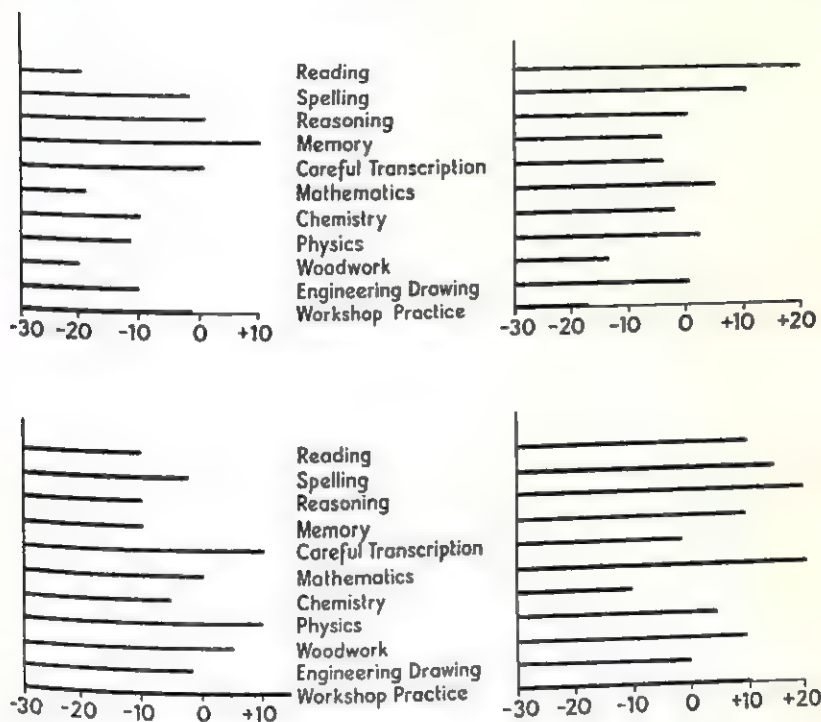 Reading
Spelling
Reasoning
Memory
Careful Transcription
Mathematics
Chemistry
Physics
Woodwork
Engineering Drawing
Workshop Practice
-30 -20 -10 0 +10
-30 -20 -10 0 +10 +20
Reading
Spelling
Reasoning
Memory
Careful Transcription
Mathematics
Chemistry
Physics
Woodwork
Engineering Drawing
Workshop Practice
-30 -20 -10 0 +10
-30 -20 -10 0 +10 +20